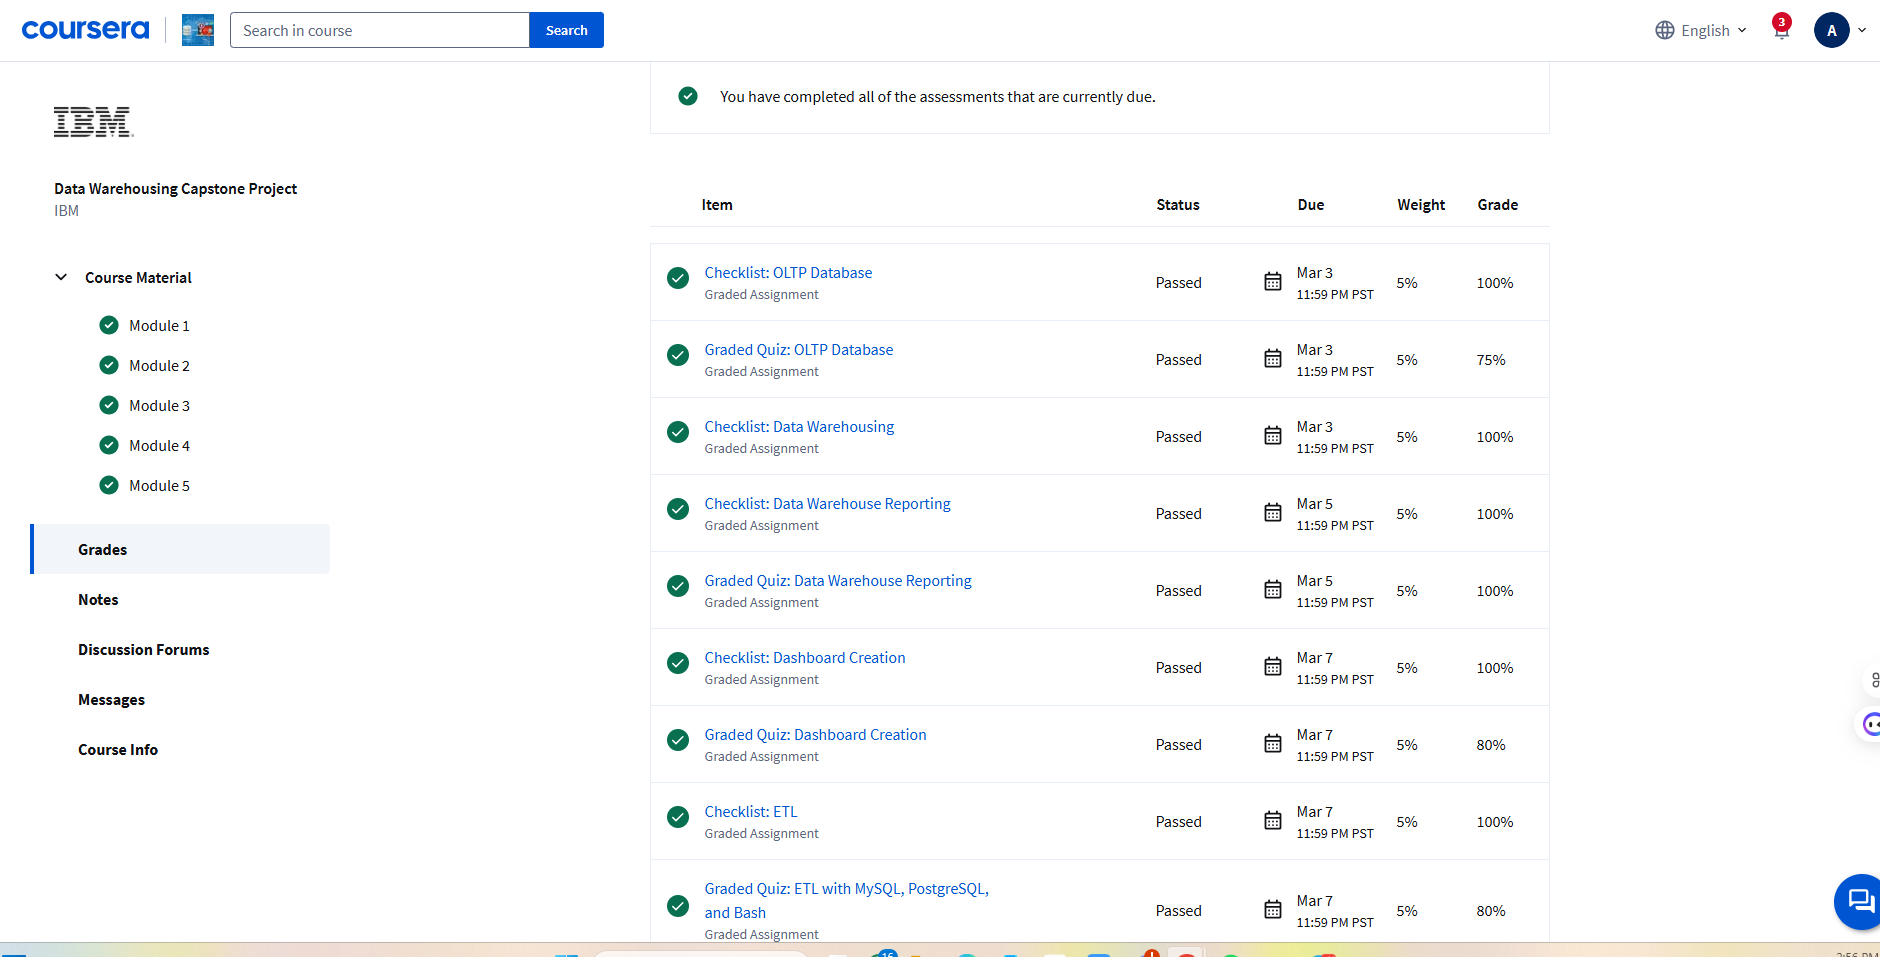 coursera
Search in course
Search
English
3
A
IBM
Data Warehousing Capstone Project
IBM
Course Material
Module 1
Module 2
Module 3
Module 4
Module 5
Grades
Notes
Discussion Forums
Messages
Course Info
You have completed all of the assessments that are currently due.
Item Status Due Weight Grade
Checklist: OLTP Database
Graded Assignment
Passed
Mar 3
11:59 PM PST
5%
100%
Graded Quiz: OLTP Database
Graded Assignment
Passed
Mar 3
11:59 PM PST
5%
75%
Checklist: Data Warehousing
Graded Assignment
Passed
Mar 3
11:59 PM PST
5%
100%
Checklist: Data Warehouse Reporting
Graded Assignment
Passed
Mar 5
11:59 PM PST
5%
100%
Graded Quiz: Data Warehouse Reporting
Graded Assignment
Passed
Mar 5
11:59 PM PST
5%
100%
Checklist: Dashboard Creation
Graded Assignment
Passed
Mar 7
11:59 PM PST
5%
100%
Graded Quiz: Dashboard Creation
Graded Assignment
Passed
Mar 7
11:59 PM PST
5%
80%
Checklist: ETL
Graded Assignment
Passed
Mar 7
11:59 PM PST
5%
100%
Graded Quiz: ETL with MySQL, PostgreSQL,
and Bash
Graded Assignment
Passed
Mar 7
11:59 PM PST
5%
80%